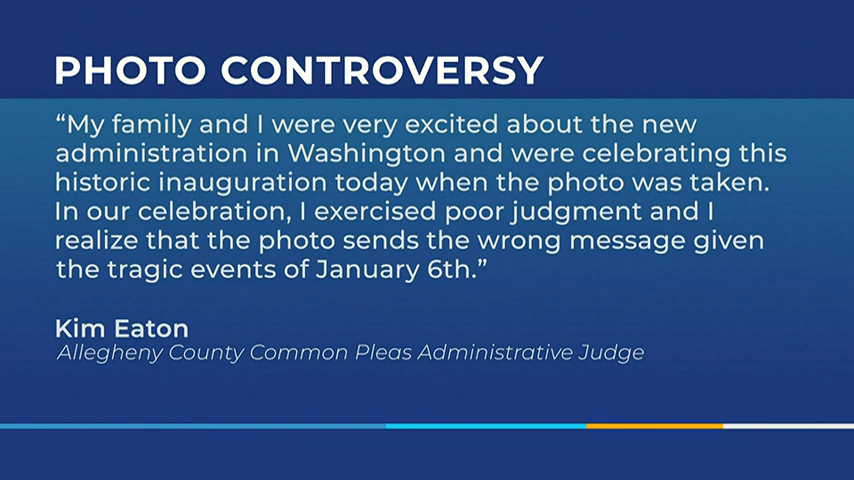 PHOTO CONTROVERSY
“My family and I were very excited about the new
administration in Washington and were celebrating this
historic inauguration today when the photo was taken.
In our celebration, I exercised poor judgment and I
realize that the photo sends the wrong message given
the tragic events of January 6th.”
Kim Eaton
Allegheny County Common Pleas Administrative Judge